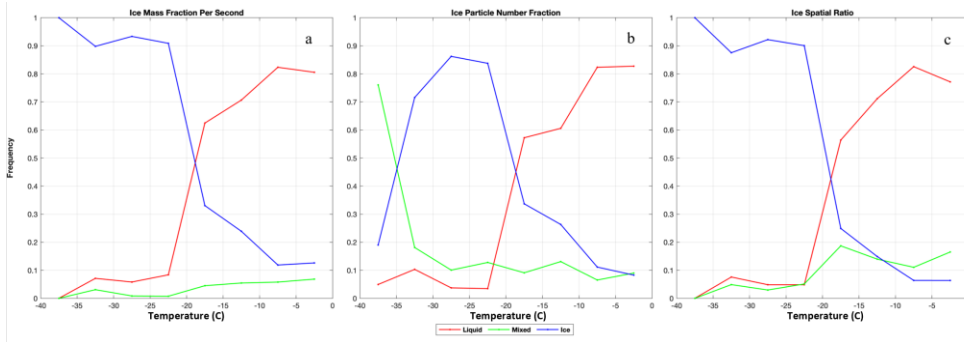 Ice Mass Fraction Per Second
Ice Particle Number Fraction
Ice Spatial Ratio
a
b
c
Frequency
1
0.9
0.8
0.7
0.6
0.5
0.4
0.3
0.2
0.1
0
1
0.9
0.8
0.7
0.6
0.5
0.4
0.3
0.2
0.1
0
1
0.9
0.8
0.7
0.6
0.5
0.4
0.3
0.2
0.1
0
-40 -35 -30 -25 -20 -15 -10 -5 0
-40 -35 -30 -25 -20 -15 -10 -5 0
-40 -35 -30 -25 -20 -15 -10 -5
Temperature (C)
Temperature (C)
Temperature (C)
Liquid Mixed Ice